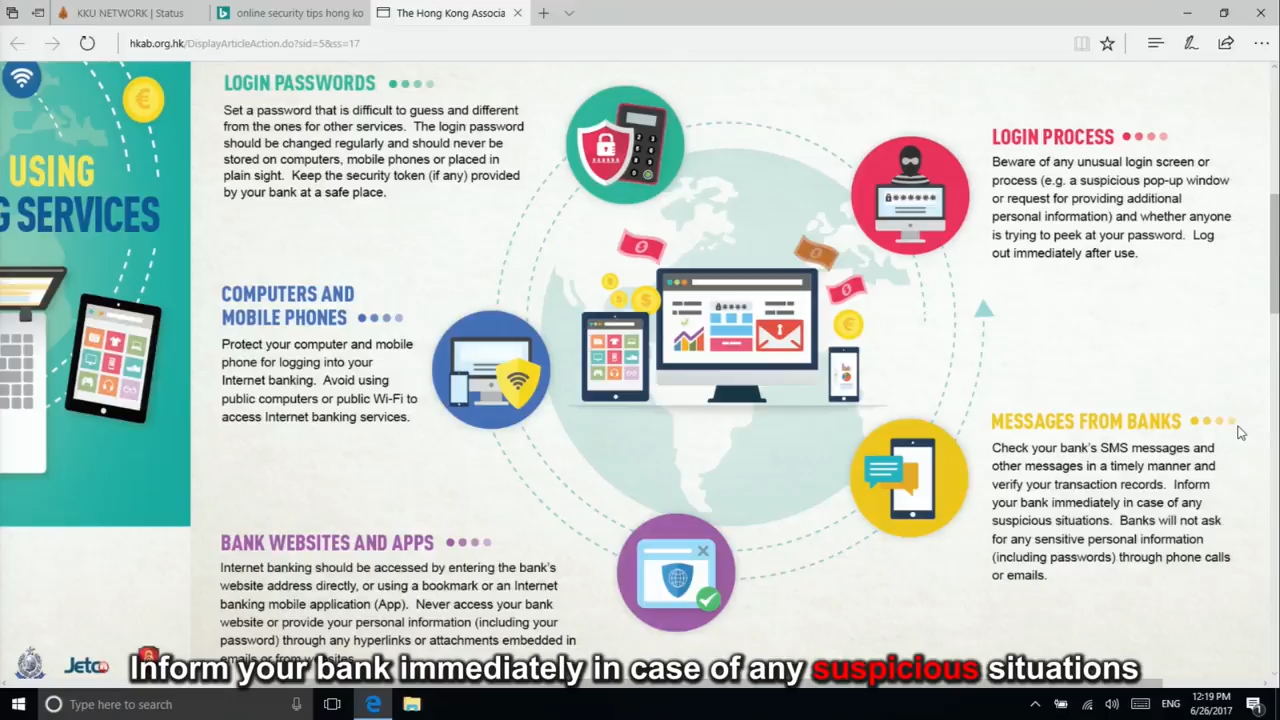 KKU NETWORK | Status
online security tips hong ko
The Hong Kong Associa
hkab.org.hk/DisplayArticleAction.do?sid=5&ss=17
USING
G SERVICES
LOGIN PASSWORDS
Set a password that is difficult to guess and different
from the ones for other services. The login password
should be changed regularly and should never be
stored on computers, mobile phones or placed in
plain sight. Keep the security token (if any) provided
by your bank at a safe place.
LOGIN PROCESS
Beware of any unusual login screen or
process (e.g. a suspicious pop-up window
or request for providing additional
personal information) and whether anyone
is trying to peek at your password. Log
out immediately after use.
COMPUTERS AND
MOBILE PHONES
Protect your computer and mobile
phone for logging into your
Internet banking. Avoid using
public computers or public Wi-Fi to
access Internet banking services.
MESSAGES FROM BANKS
Check your bank's SMS messages and
other messages in a timely manner and
verify your transaction records. Inform
your bank immediately in case of any
suspicious situations. Banks will not ask
for any sensitive personal information
(including passwords) through phone calls
or emails.
BANK WEBSITES AND APPS
Internet banking should be accessed by entering the bank's
website address directly, or using a bookmark or an Internet
banking mobile application (App). Never access your bank
website or provide your personal information (including your
password) through any hyperlinks or attachments embedded in
emails or from websites.
Jetco
Inform your bank immediately in case of any suspicious situations
Type here to search
ENG
12:19 PM
6/26/2017